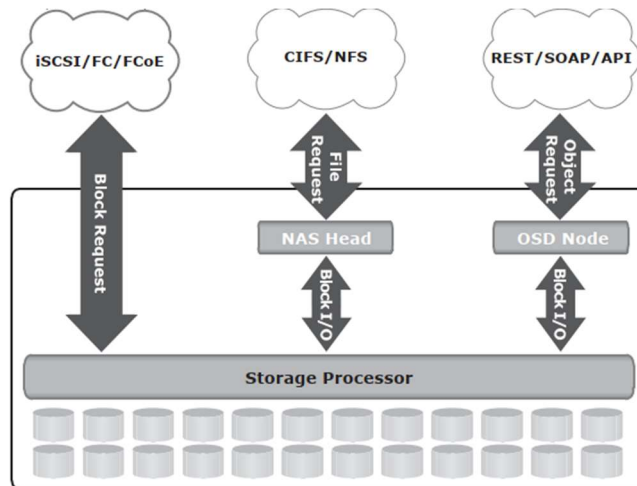 iSCSI/FC/FCoE
CIFS/NFS
REST/SOAP/API
Block Request
File
Request
Object
Request
NAS Head
OSD Node
Block I/O
Block I/O
Storage Processor